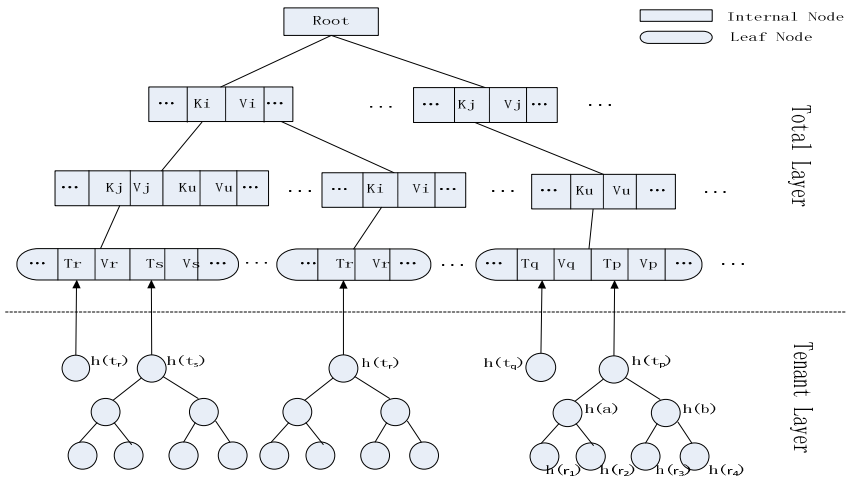 Root
Internal Node
Leaf Node
... Ki Vi ...
...
... Kj Vj ...
...
Total Layer
... Kj Vj Ku Vu ...
...
... Ki Vi ...
...
... Ku Vu ...
...
... Tr Vr Ts Vs ...
...
... Tr Vr ...
...
... Tq Vq Tp Vp ...
...
Tenant Layer
h(tr)
h(ts)
h(tr)
h(tq)
h(tp)
h(a)
h(b)
h(r1)
h(r2)
h(r3)
h(r4)